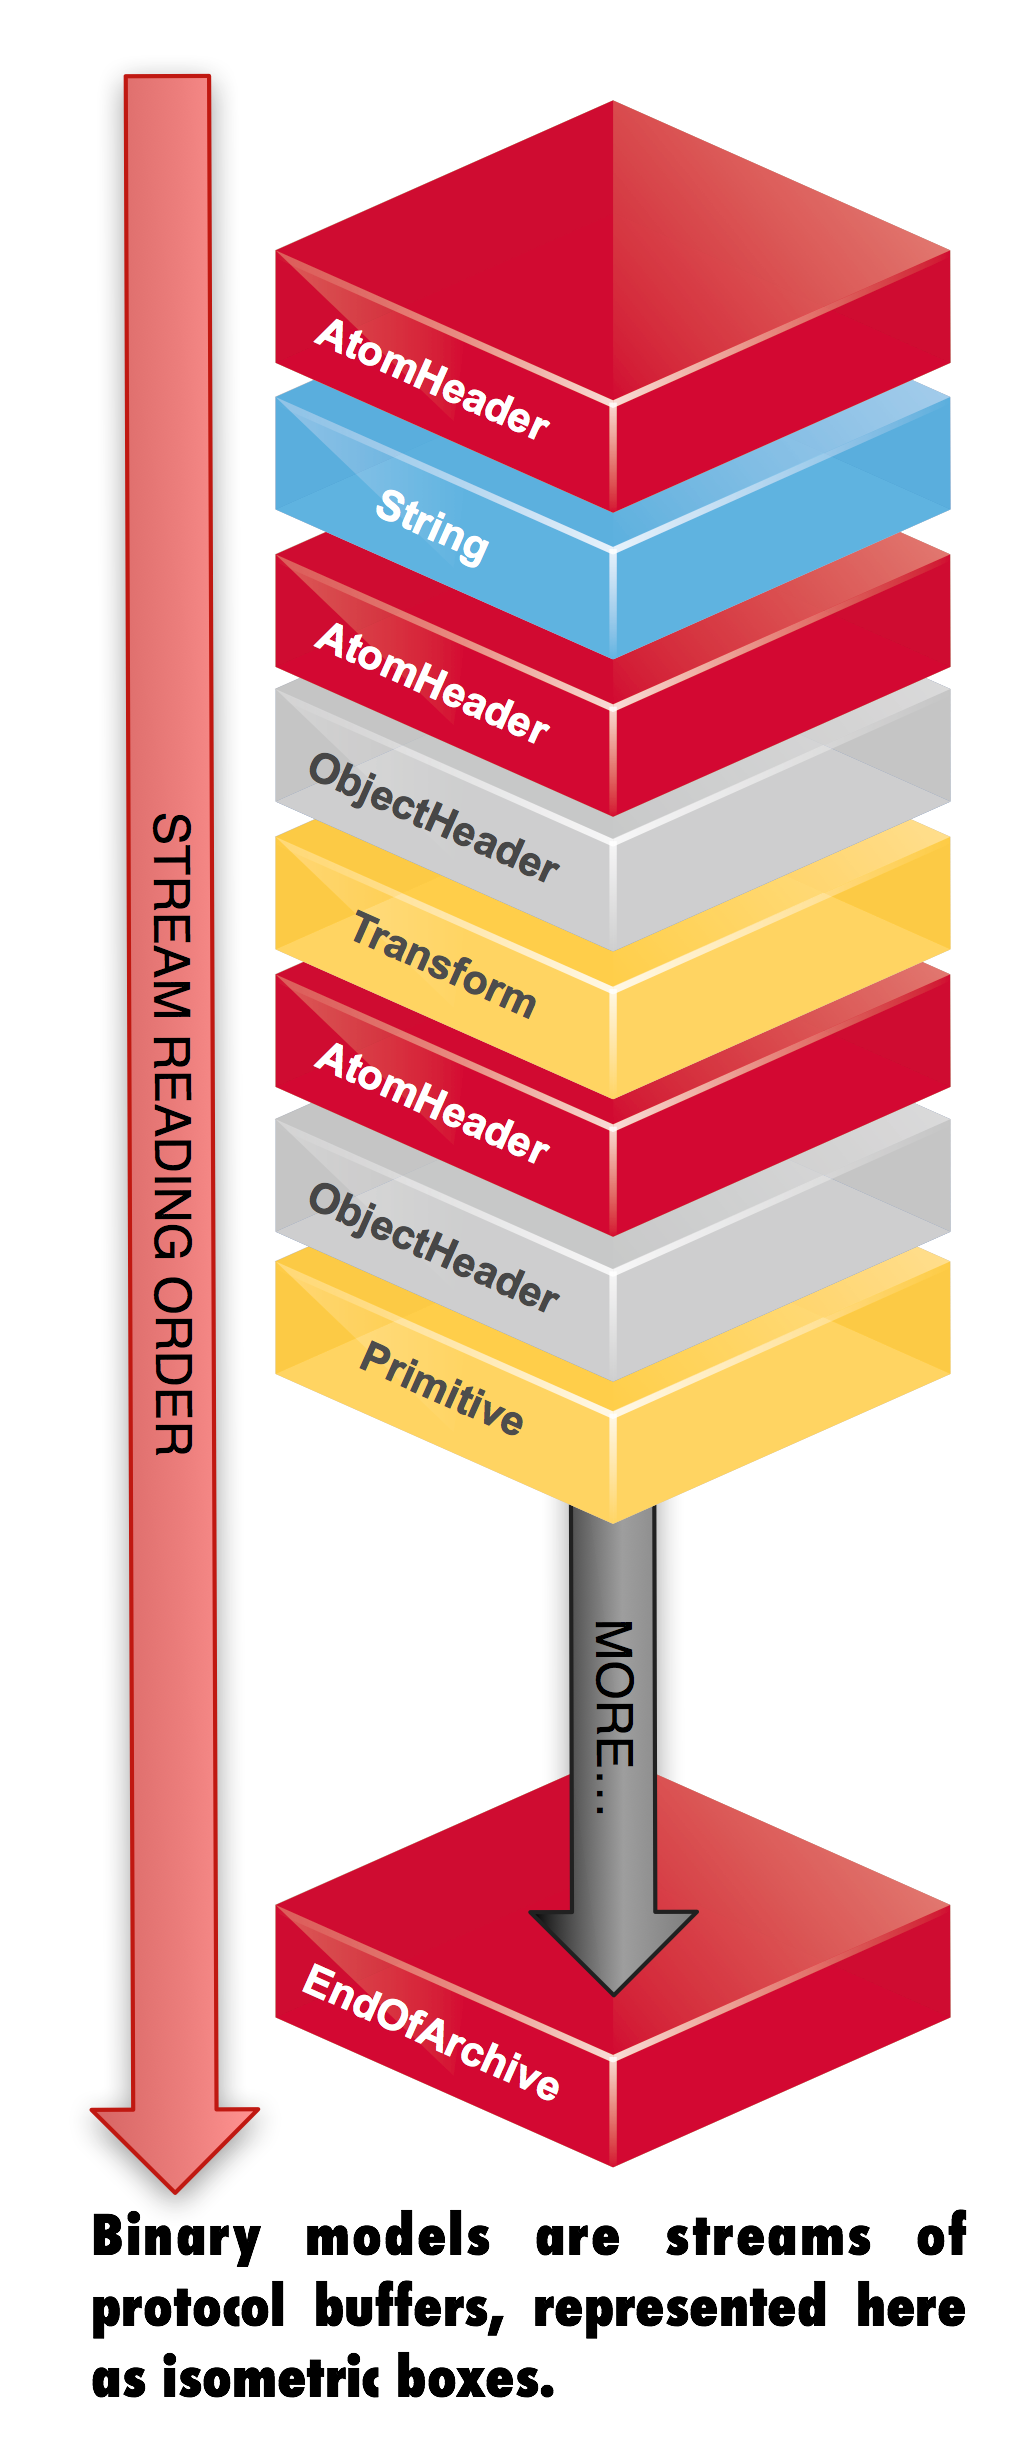 STREAM READING ORDER
AtomHeader
String
AtomHeader
ObjectHeader
Transform
AtomHeader
ObjectHeader
Primitive
MORE...
EndOfArchive
Binary models are streams of
protocol buffers, represented here
as isometric boxes.